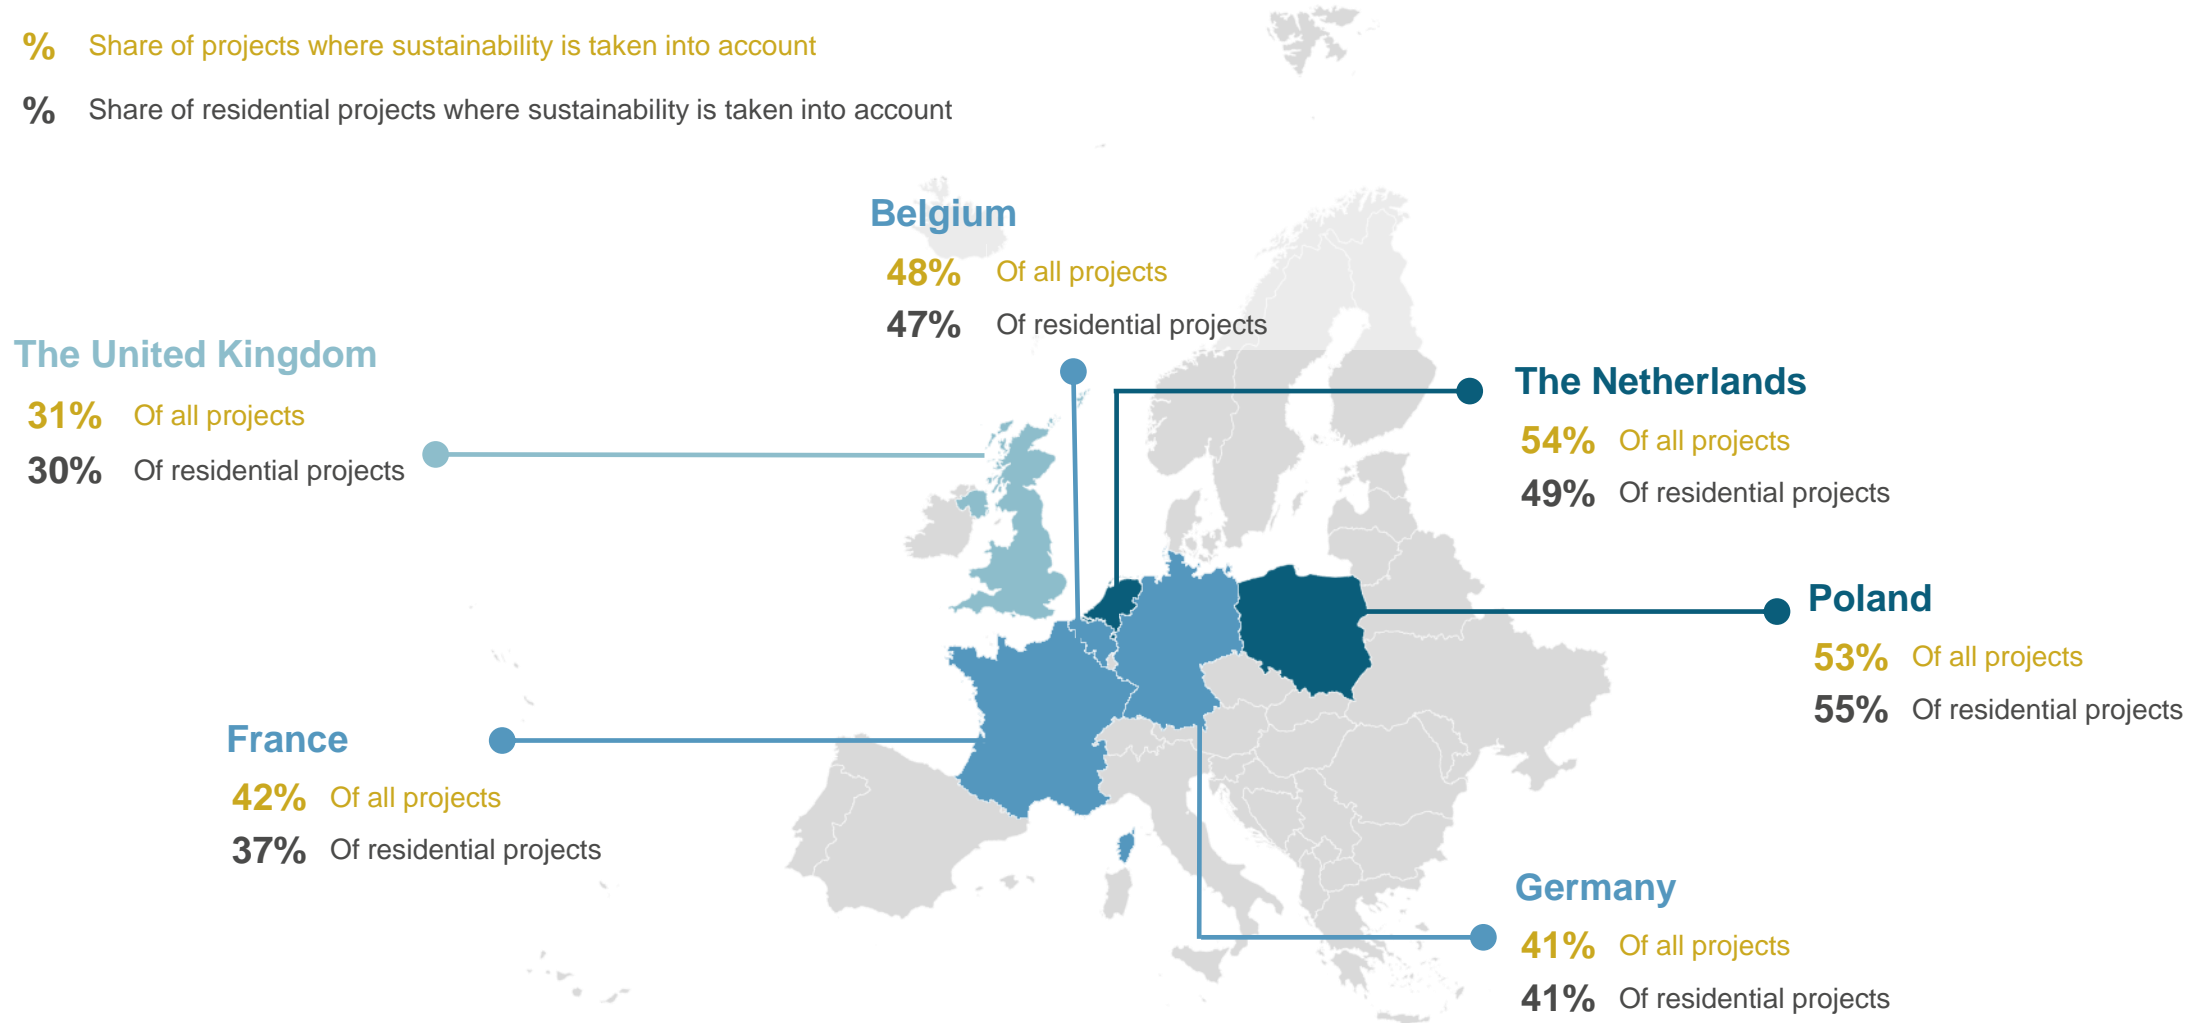 % Share of projects where sustainability is taken into account
% Share of residential projects where sustainability is taken into account
Belgium
48% Of all projects
47% Of residential projects
The United Kingdom
31% Of all projects
30% Of residential projects
The Netherlands
54% Of all projects
49% Of residential projects
Poland
53% Of all projects
55% Of residential projects
France
42% Of all projects
37% Of residential projects
Germany
41% Of all projects
41% Of residential projects